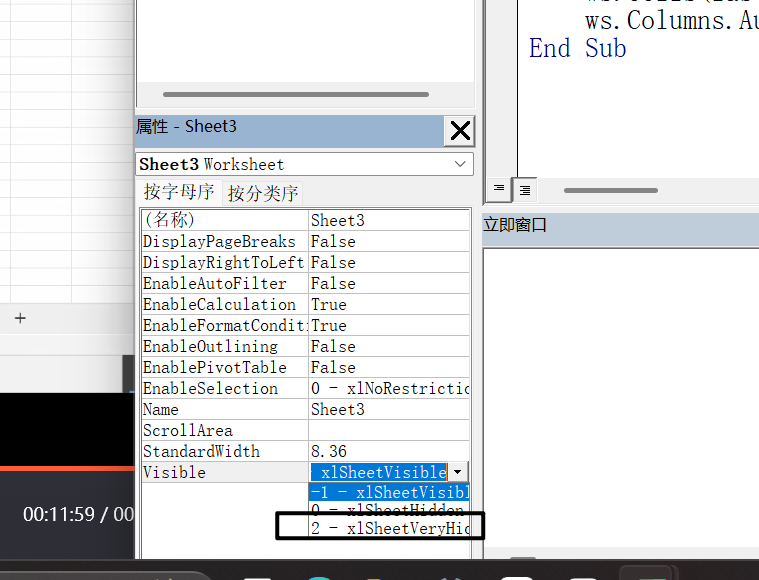 ws.Columns.Au
End Sub
属性 - Sheet3
Sheet3 Worksheet
按字母序 按分类序
(名称) Sheet3
DisplayPageBreaks False
DisplayRightToLeft False
EnableAutoFilter False
EnableCalculation True
EnableFormatConditi True
EnableOutlining False
EnablePivotTable False
EnableSelection 0 - xlNoRestrictio
Name Sheet3
ScrollArea
StandardWidth 8.36
Visible xlSheetVisible
-1 - xlSheetVisibl
0 - xlSheetHidden
2 - xlSheetVeryHid
立即窗口
00:11:59 / 00